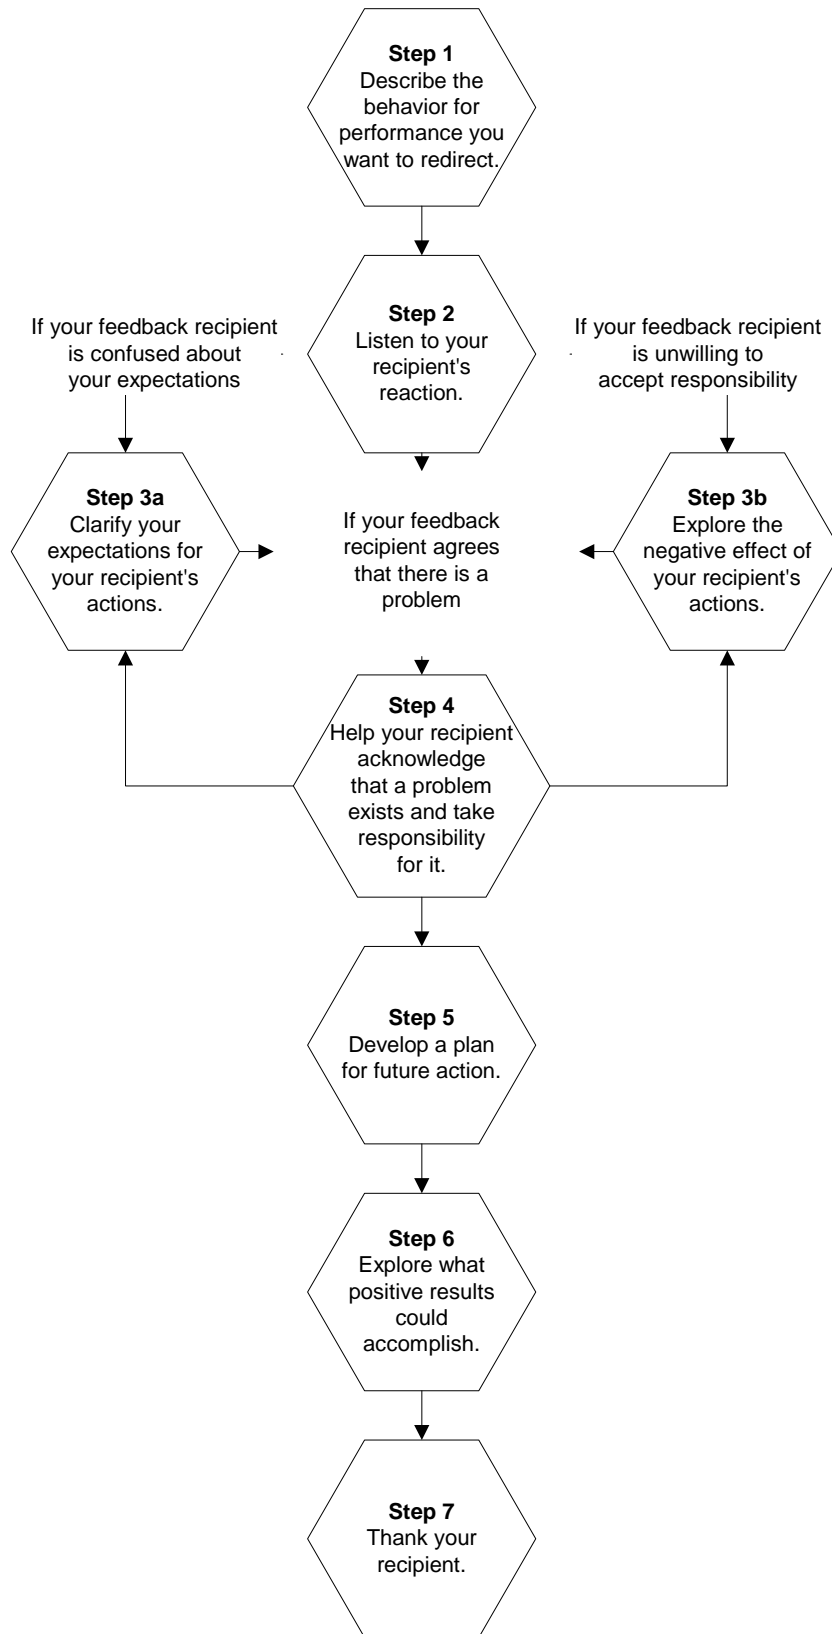 Step 1
Describe the
behavior for
performance you
want to redirect.
Step 2
Listen to your
recipient's
reaction.
If your feedback recipient
is confused about
your expectations
If your feedback recipient
is unwilling to
accept responsibility
Step 3a
Clarify your
expectations for
your recipient's
actions.
If your feedback
recipient agrees
that there is a
problem
Step 3b
Explore the
negative effect of
your recipient's
actions.
Step 4
Help your recipient
acknowledge
that a problem
exists and take
responsibility
for it.
Step 5
Develop a plan
for future action.
Step 6
Explore what
positive results
could
accomplish.
Step 7
Thank your
recipient.